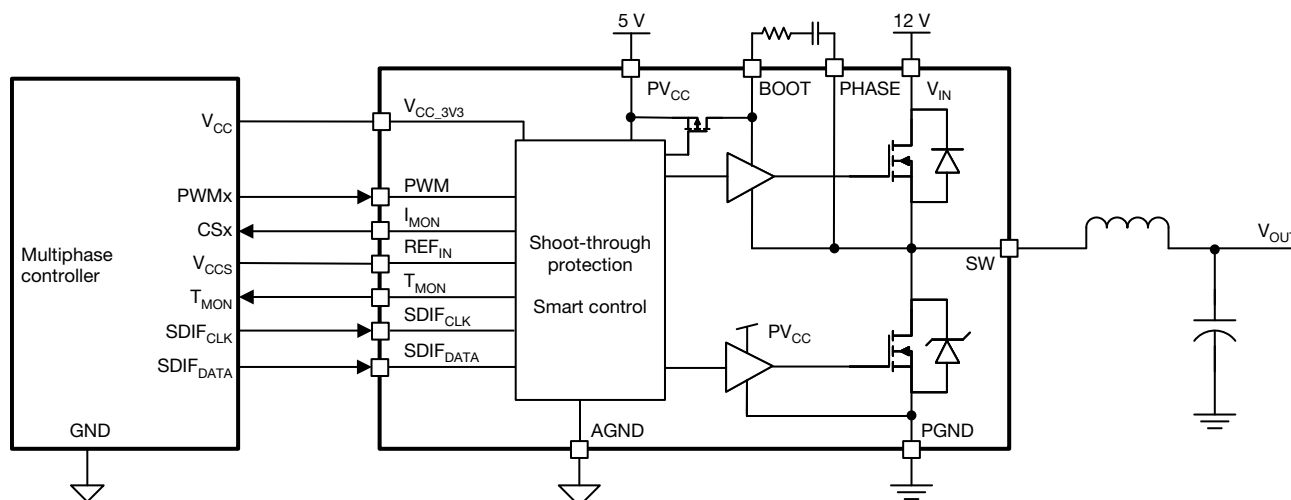 5 V
12 V
PVCC
BOOT
PHASE
VIN
VCC
VCC_3V3
PWMx
PWM
CSx
IMON
Multiphase
controller
VCCS
REFIN
TMON
TMON
SDIFCLK
SDIFCLK
SDIFDATA
SDIFDATA
Shoot-through
protection
Smart control
PVCC
SW
VOUT
GND
AGND
PGND